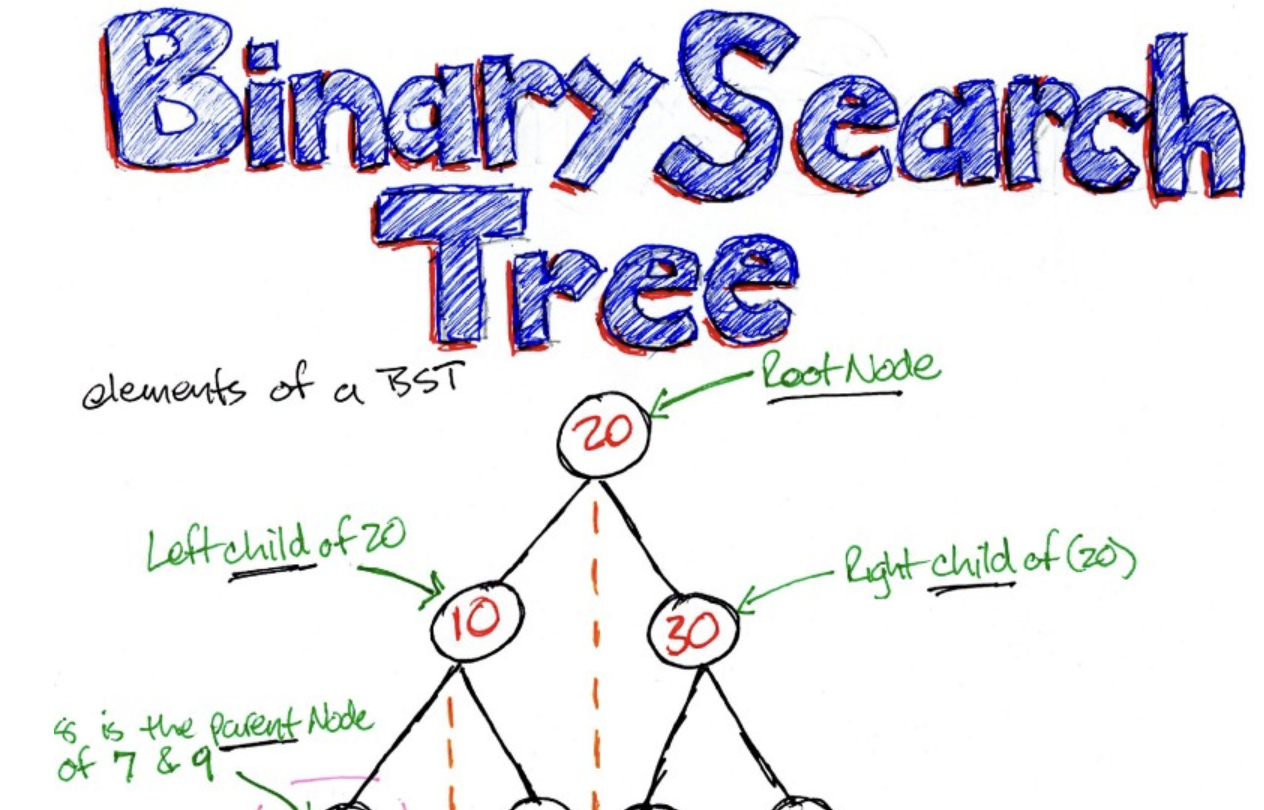 Binary Search
Tree
elements of a BST
Root Node
20
Left child of 20
Right child of (20)
10
30
8 is the parent Node
of 7 & 9